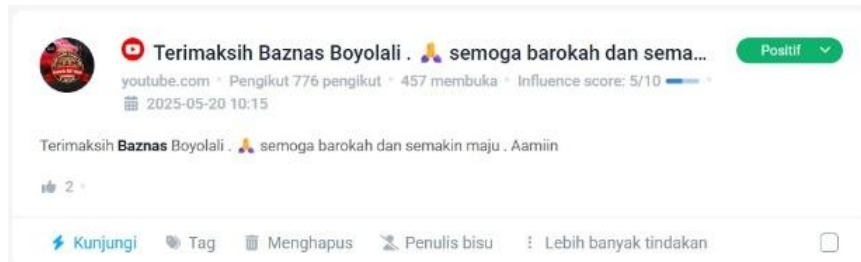 Terimaksih Baznas Boyolali . 🙏 semoga barokah dan sema...
Positif
youtube.com Pengikut 776 pengikut 457 membuka Influence score: 5/10
2025-05-20 10:15
Terimaksih Baznas Boyolali . 🙏 semoga barokah dan semakin maju . Aamiin
2
Kunjungi Tag Menghapus Penulis bisu Lebih banyak tindakan